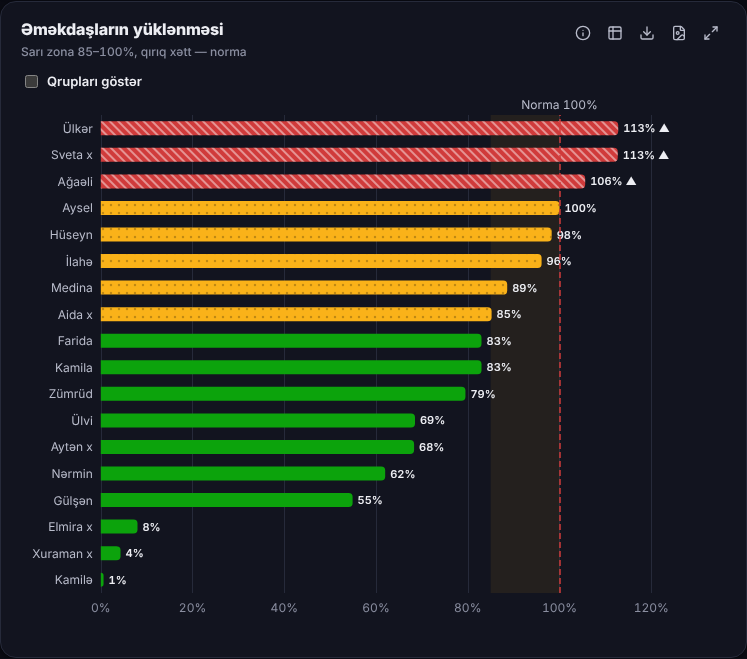 Əməkdaşların yüklənməsi
Sarı zona 85–100%, qırıq xətt — norma
Qrupları göstər
Norma 100%
Ülkər 113% ▲
Sveta x 113% ▲
Ağaəli 106% ▲
Aysel 100%
Hüseyn 98%
İlahə 96%
Medina 89%
Aida x 85%
Farida 83%
Kamila 83%
Zümrüd 79%
Ülvi 69%
Aytən x 68%
Nərmin 62%
Gülşən 55%
Elmira x 8%
Xuraman x 4%
Kamilə 1%
0% 20% 40% 60% 80% 100% 120%